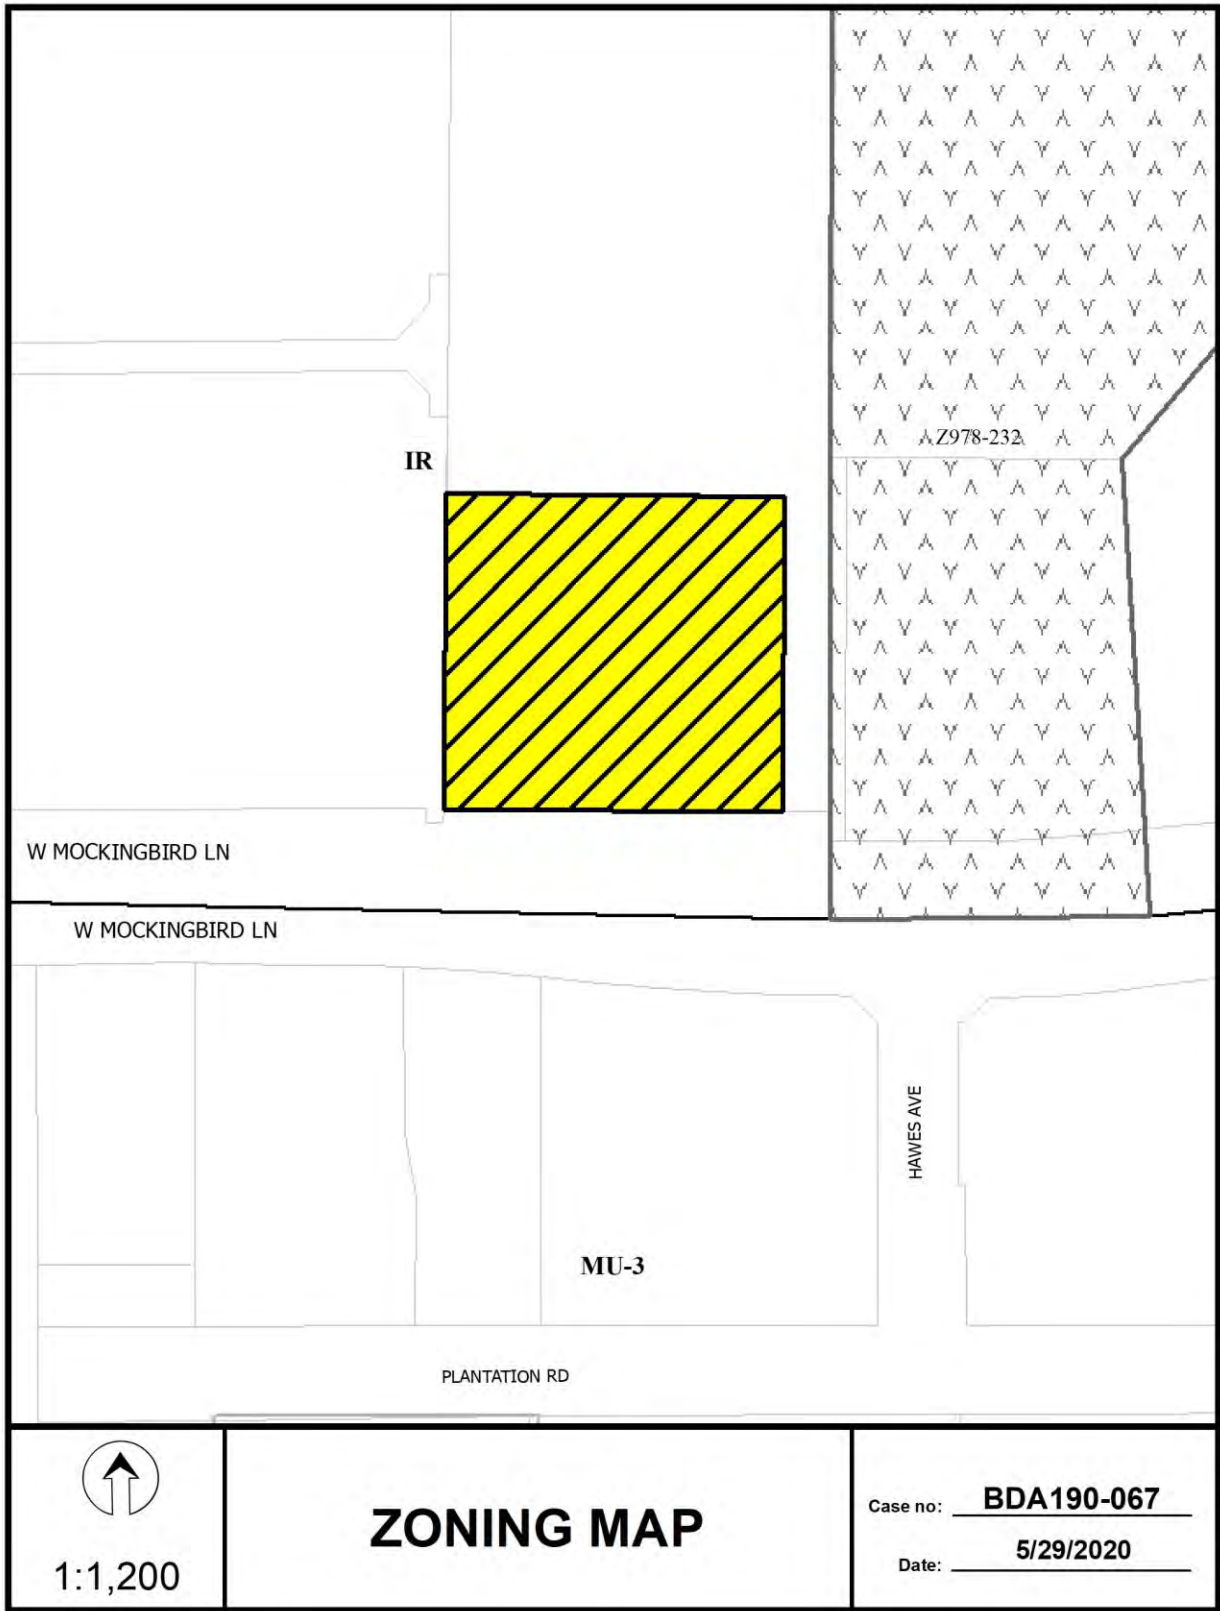 Z978-232
IR
W MOCKINGBIRD LN
W MOCKINGBIRD LN
HAWES AVE
MU-3
PLANTATION RD
1:1,200
ZONING MAP
Case no: BDA190-067
Date: 5/29/2020